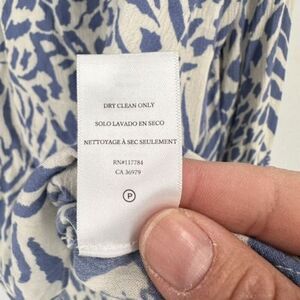 DRY CLEAN ONLY
SOLO LAVADO EN SECO
NETTOYAGE À SEC SEULEMENT
RN#117784
CA 36979
P